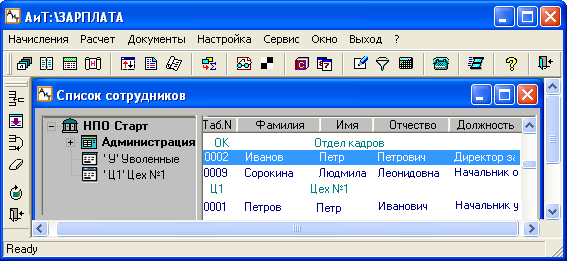 АиТ:\ЗАРПЛАТА
Начисления Расчет Документы Настройка Сервис Окно Выход ?
Список сотрудников
НПО Старт
Администрация
'У' Уволенные
'Ц1' Цех №1
Таб.N Фамилия Имя Отчество Должность
ОК Отдел кадров
0002 Иванов Петр Петрович Директор за
0009 Сорокина Людмила Леонидовна Начальник о
Ц1 Цех №1
0001 Петров Петр Иванович Начальник у
Ready